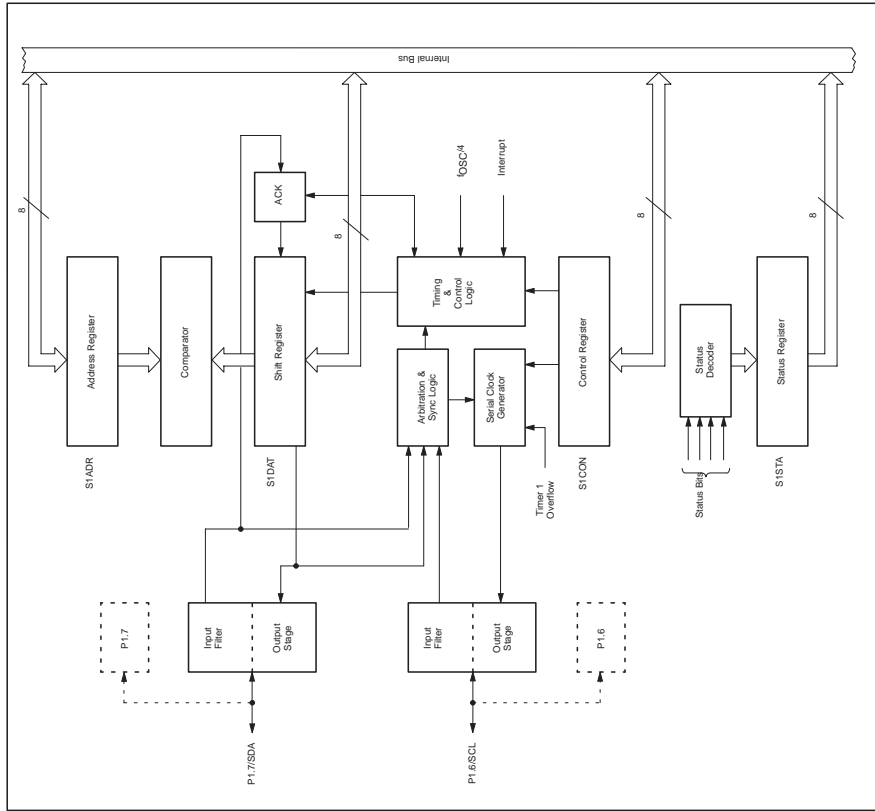 8
S1ADR
Address Register
Comparator
P1.7
Input
Filter
Output
Stage
P1.7/SDA
S1DAT
Shift Register
ACK
8
Internal Bus
Arbitration &
Sync Logic
Timing
&
Control
Logic
fOSC/4
Interrupt
Input
Filter
Output
Stage
P1.6/SCL
P1.6
Serial Clock
Generator
Timer 1
Overflow
S1CON
Control Register
8
Status Bits
Status
Decoder
S1STA
Status Register
8